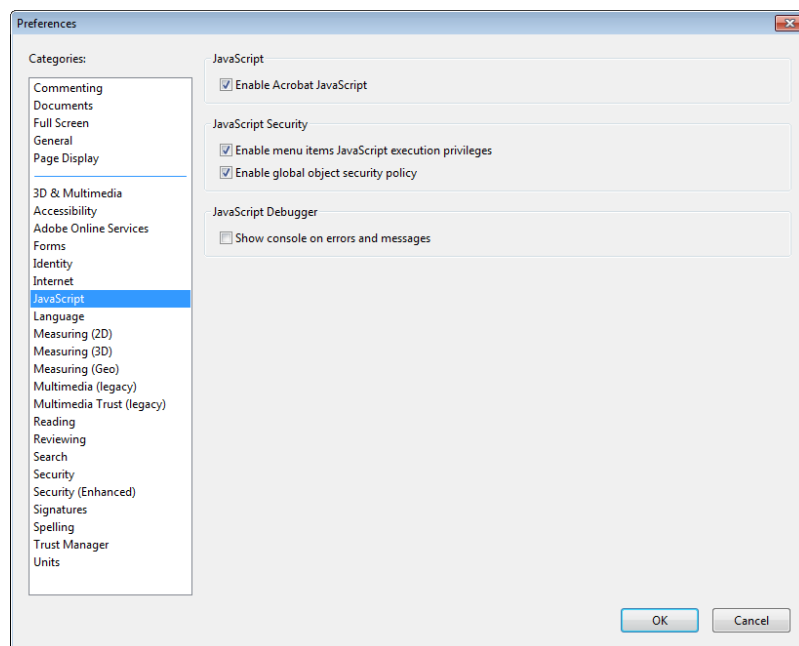 Preferences
Categories:
Commenting
Documents
Full Screen
General
Page Display
3D & Multimedia
Accessibility
Adobe Online Services
Forms
Identity
Internet
JavaScript
Language
Measuring (2D)
Measuring (3D)
Measuring (Geo)
Multimedia (legacy)
Multimedia Trust (legacy)
Reading
Reviewing
Search
Security
Security (Enhanced)
Signatures
Spelling
Trust Manager
Units
JavaScript
Enable Acrobat JavaScript
JavaScript Security
Enable menu items JavaScript execution privileges
Enable global object security policy
JavaScript Debugger
Show console on errors and messages
OK
Cancel